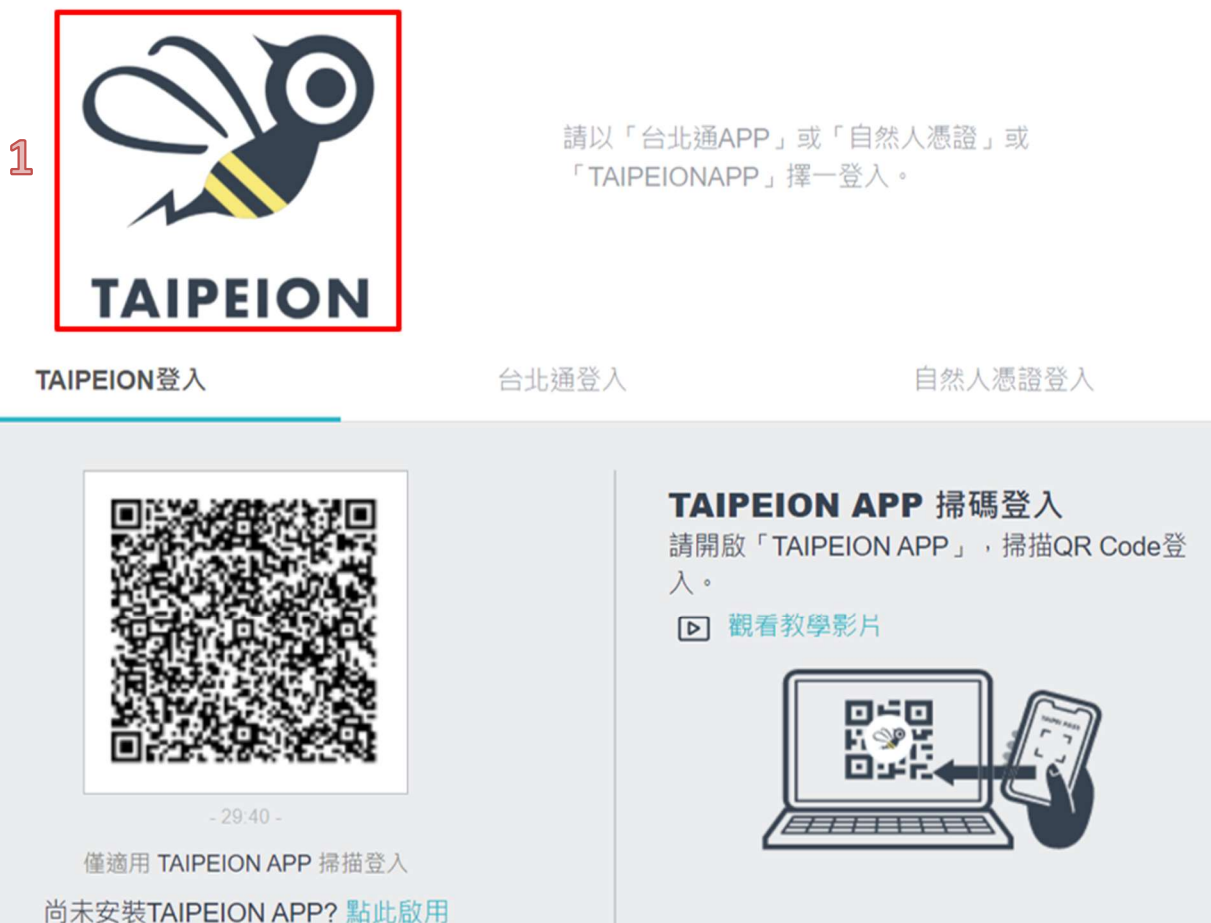 1
TAIPEION
請以「台北通APP」或「自然人憑證」或
「TAIPEIONAPP」擇一登入。
TAIPEION登入
台北通登入
自然人憑證登入
- 29:40 -
僅適用 TAIPEION APP 掃描登入
尚未安裝TAIPEION APP? 點此啟用
TAIPEION APP 掃碼登入
請開啟「TAIPEION APP」，掃描QR Code登
入。
觀看教學影片
TAIPEI PASS